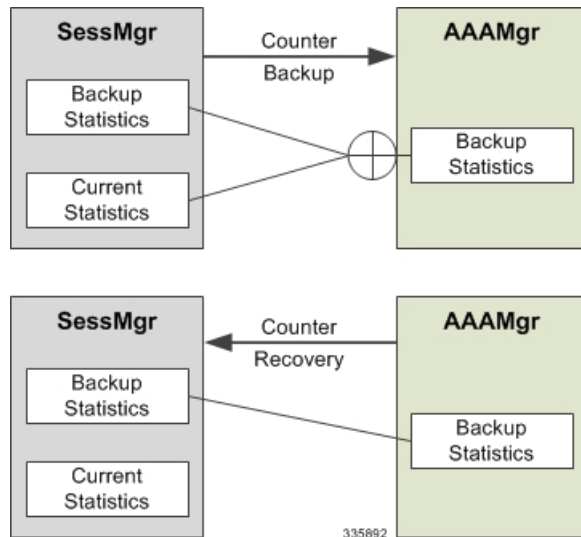 SessMgr
Counter
Backup
AAAMgr
Backup
Statistics
Current
Statistics
Backup
Statistics
SessMgr
Counter
Recovery
AAAMgr
Backup
Statistics
Current
Statistics
Backup
Statistics
335892